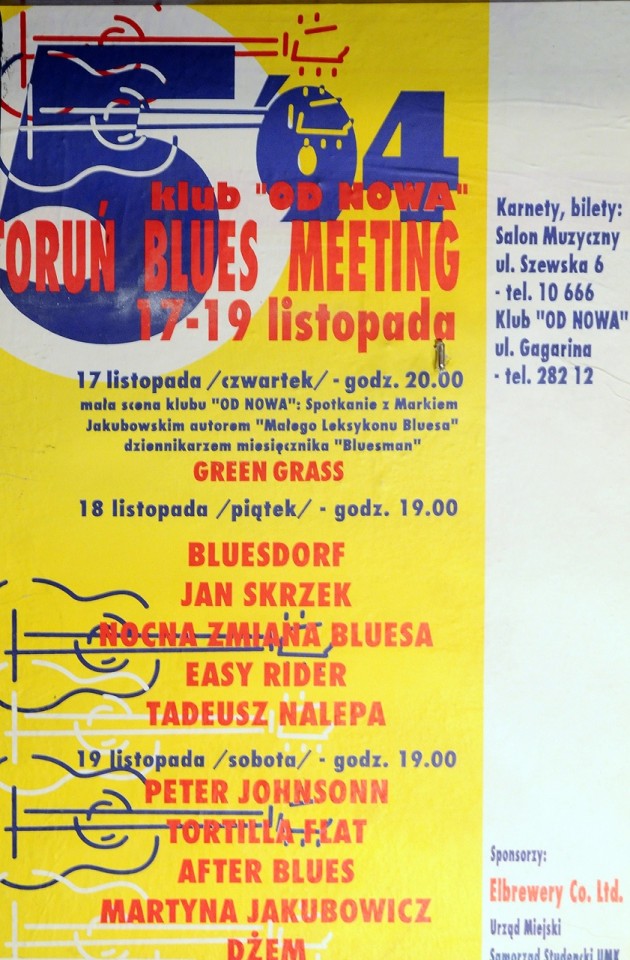 5
'94
klub "OD NOWA"
TORUŃ BLUES MEETING
17-19 listopada
17 listopada /czwartek/ - godz. 20.00
mała scena klubu "OD NOWA": Spotkanie z Markiem
Jakubowskim autorem "Małego Leksykonu Bluesa"
dziennikarzem miesięcznika "Bluesman"
GREEN GRASS
18 listopada /piątek/ - godz. 19.00
BLUESDORF
JAN SKRZEK
NOCNA ZMIANA BLUESA
EASY RIDER
TADEUSZ NALEPA
19 listopada /sobota/ - godz. 19.00
PETER JOHNSONN
TORTILLA FLAT
AFTER BLUES
MARTYNA JAKUBOWICZ
DŻEM
Karnety, bilety:
Salon Muzyczny
ul. Szewska 6
- tel. 10 666
Klub "OD NOWA"
ul. Gagarina
- tel. 282 12
Sponsorzy:
Elbrewery Co. Ltd.
Urząd Miejski
Samorząd Studencki UMK